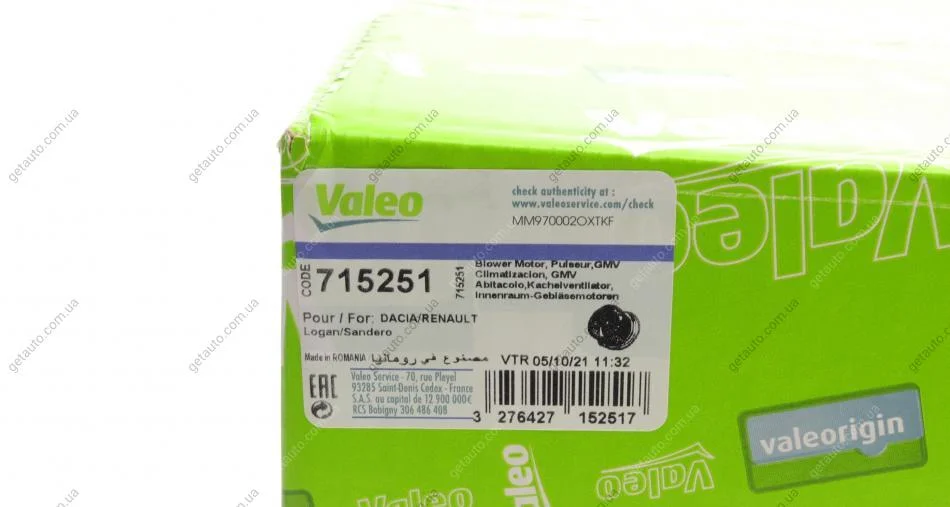 Valeo
check authenticity at :
www.valeoservice.com/check
MM970002OXTKF
CODE
715251
715251
Blower Motor, Pulseur,GMV
Climatizacion, GMV
Abitacolo,Kachelventilator,
Innenraum-Gebläsemotoren
Pour / For: DACIA/RENAULT
Logan/Sandero
Made in ROMANIA مصنوع في رومانيا
VTR 05/10/21 11:32
EAC
Valeo Service - 70, rue Pleyel
93285 Saint-Denis Cedex - France
S.A.S. au capital de 12 900 000€
RCS Bobigny 306 486 408
3 276427 152517
Valeo
valeorigin
Valeo
Valeo
aleo
getauto.com.ua